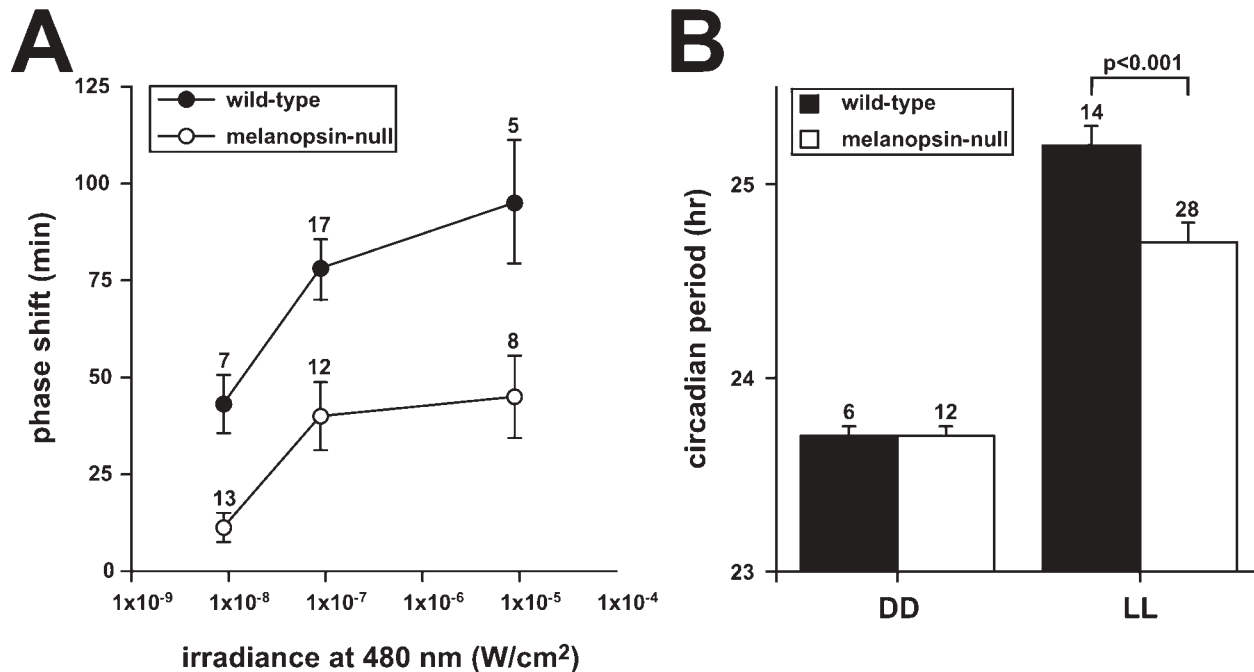 A
125
100
75
50
25
0
phase shift (min)
wild-type
melanopsin-null
7
17
5
13
12
8
1x10⁻⁹
1x10⁻⁸
1x10⁻⁷
1x10⁻⁶
1x10⁻⁵
1x10⁻⁴
irradiance at 480 nm (W/cm²)
B
25
24
23
circadian period (hr)
wild-type
melanopsin-null
p<0.001
6
12
14
28
DD
LL